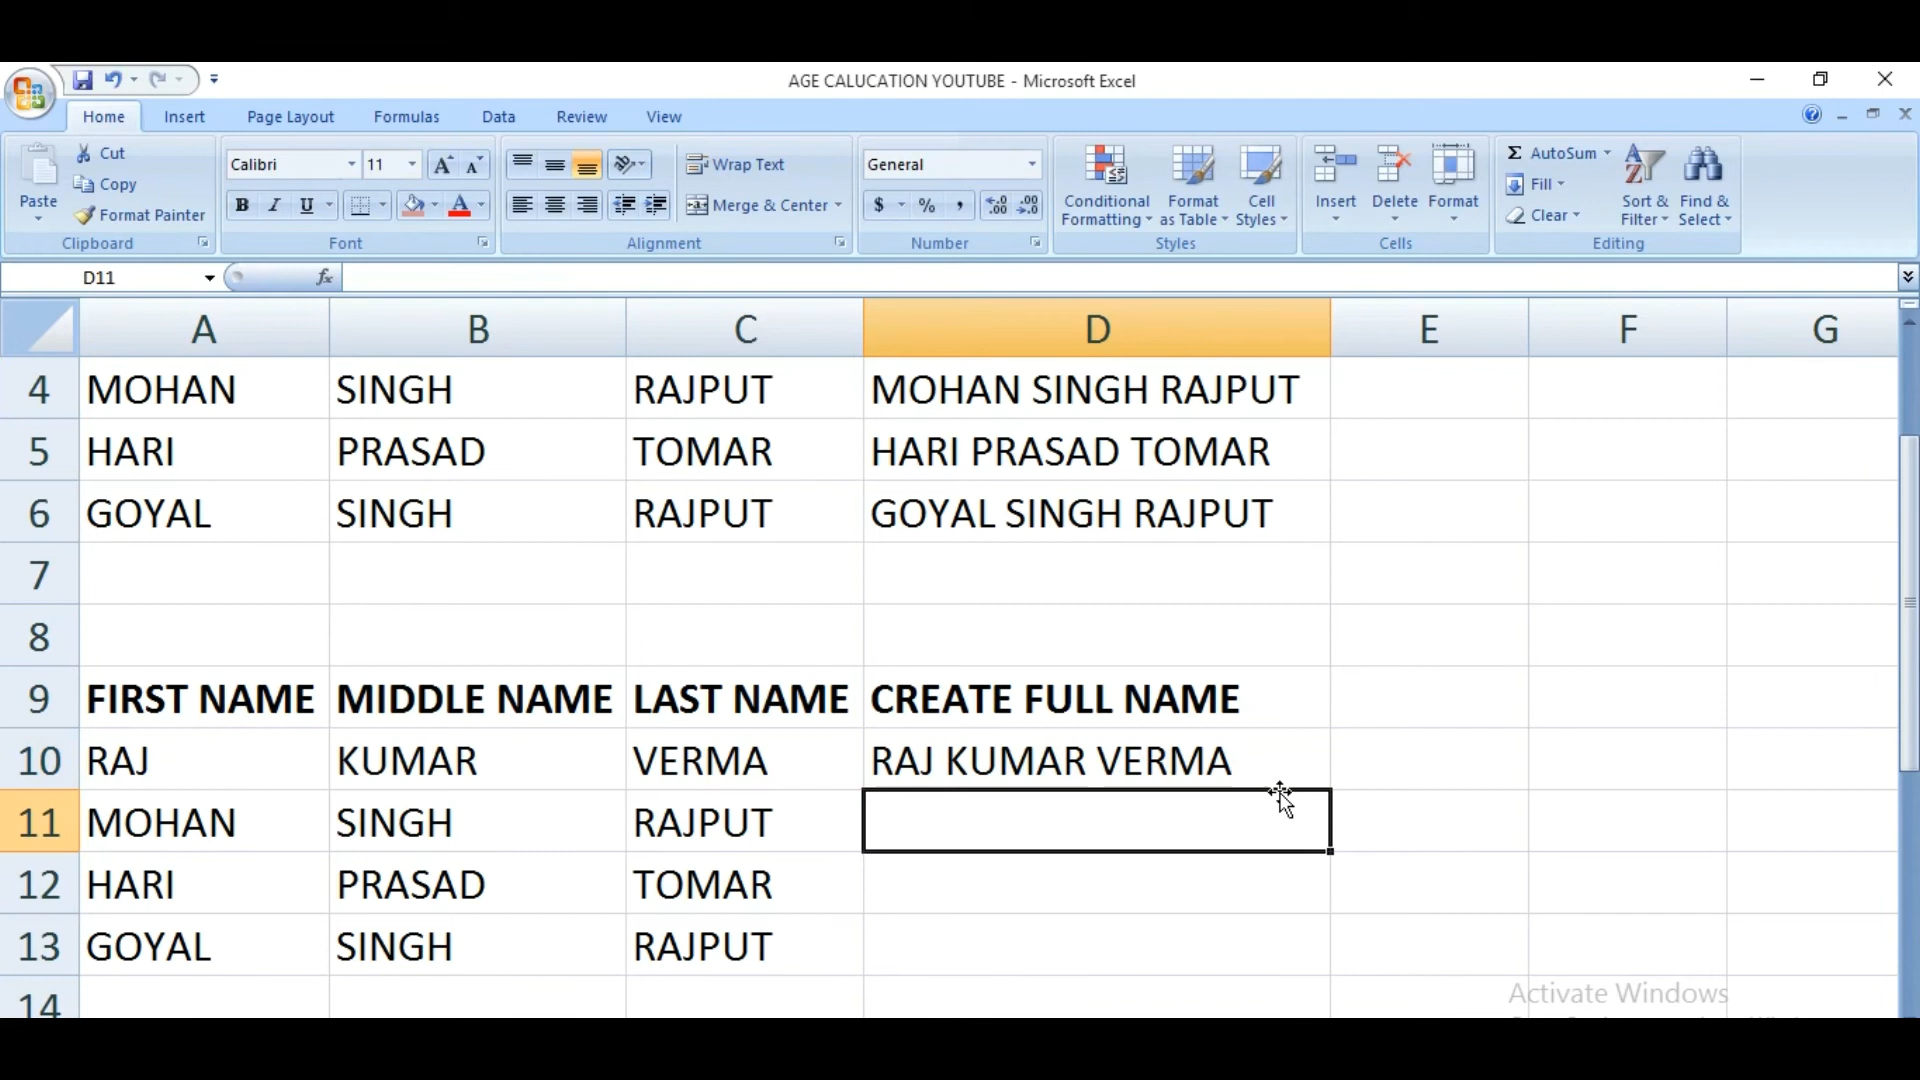 AGE CALUCATION YOUTUBE - Microsoft Excel
Home Insert Page Layout Formulas Data Review View
Paste Cut Copy Format Painter
Clipboard
Calibri 11
B I U A
Font
Wrap Text
Merge & Center
Alignment
General
$ % ,
Number
Conditional Formatting Format as Table Cell Styles
Styles
Insert Delete Format
Cells
Σ AutoSum
Fill
Clear
Sort & Filter Find & Select
Editing
D11 fx
A B C D E F G
4 MOHAN SINGH RAJPUT MOHAN SINGH RAJPUT
5 HARI PRASAD TOMAR HARI PRASAD TOMAR
6 GOYAL SINGH RAJPUT GOYAL SINGH RAJPUT
7
8
9 FIRST NAME MIDDLE NAME LAST NAME CREATE FULL NAME
10 RAJ KUMAR VERMA RAJ KUMAR VERMA
11 MOHAN SINGH RAJPUT
12 HARI PRASAD TOMAR
13 GOYAL SINGH RAJPUT
14
Activate Windows